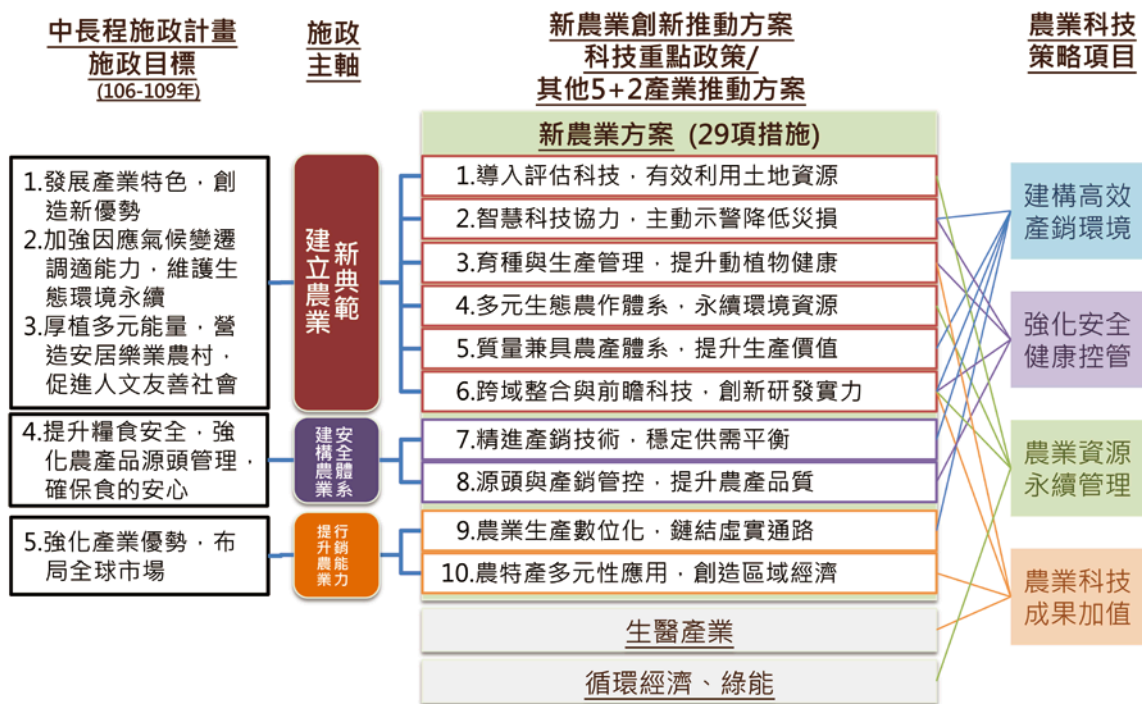 中長程施政計畫
施政目標
(106-109年)
施政
主軸
新農業創新推動方案
科技重點政策/
其他5+2產業推動方案
農業科技
策略項目
1.發展產業特色，創
造新優勢
2.加強因應氣候變遷
調適能力，維護生
態環境永續
3.厚植多元能量，營
造安居樂業農村，
促進人文友善社會
4.提升糧食安全，強
化農產品源頭管理，
確保食的安心
5.強化產業優勢，布
局全球市場
建立農業
新典範
建構農業
安全體系
提升農業
行銷能力
新農業方案 (29項措施)
1.導入評估科技，有效利用土地資源
2.智慧科技協力，主動示警降低災損
3.育種與生產管理，提升動植物健康
4.多元生態農作體系，永續環境資源
5.質量兼具農產體系，提升生產價值
6.跨域整合與前瞻科技，創新研發實力
7.精進產銷技術，穩定供需平衡
8.源頭與產銷管控，提升農產品質
9.農業生產數位化，鏈結虛實通路
10.農特產多元性應用，創造區域經濟
生醫產業
循環經濟、綠能
建構高效
產銷環境
強化安全
健康控管
農業資源
永續管理
農業科技
成果加值